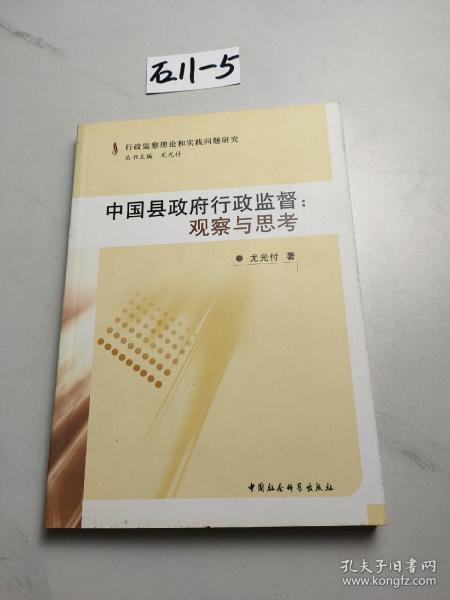 石11-5
行政监察理论和实践问题研究
丛书主编 尤光付
中国县政府行政监督：
观察与思考
尤光付 著
中国社会科学出版社
孔夫子旧书网
www.kongfz.com